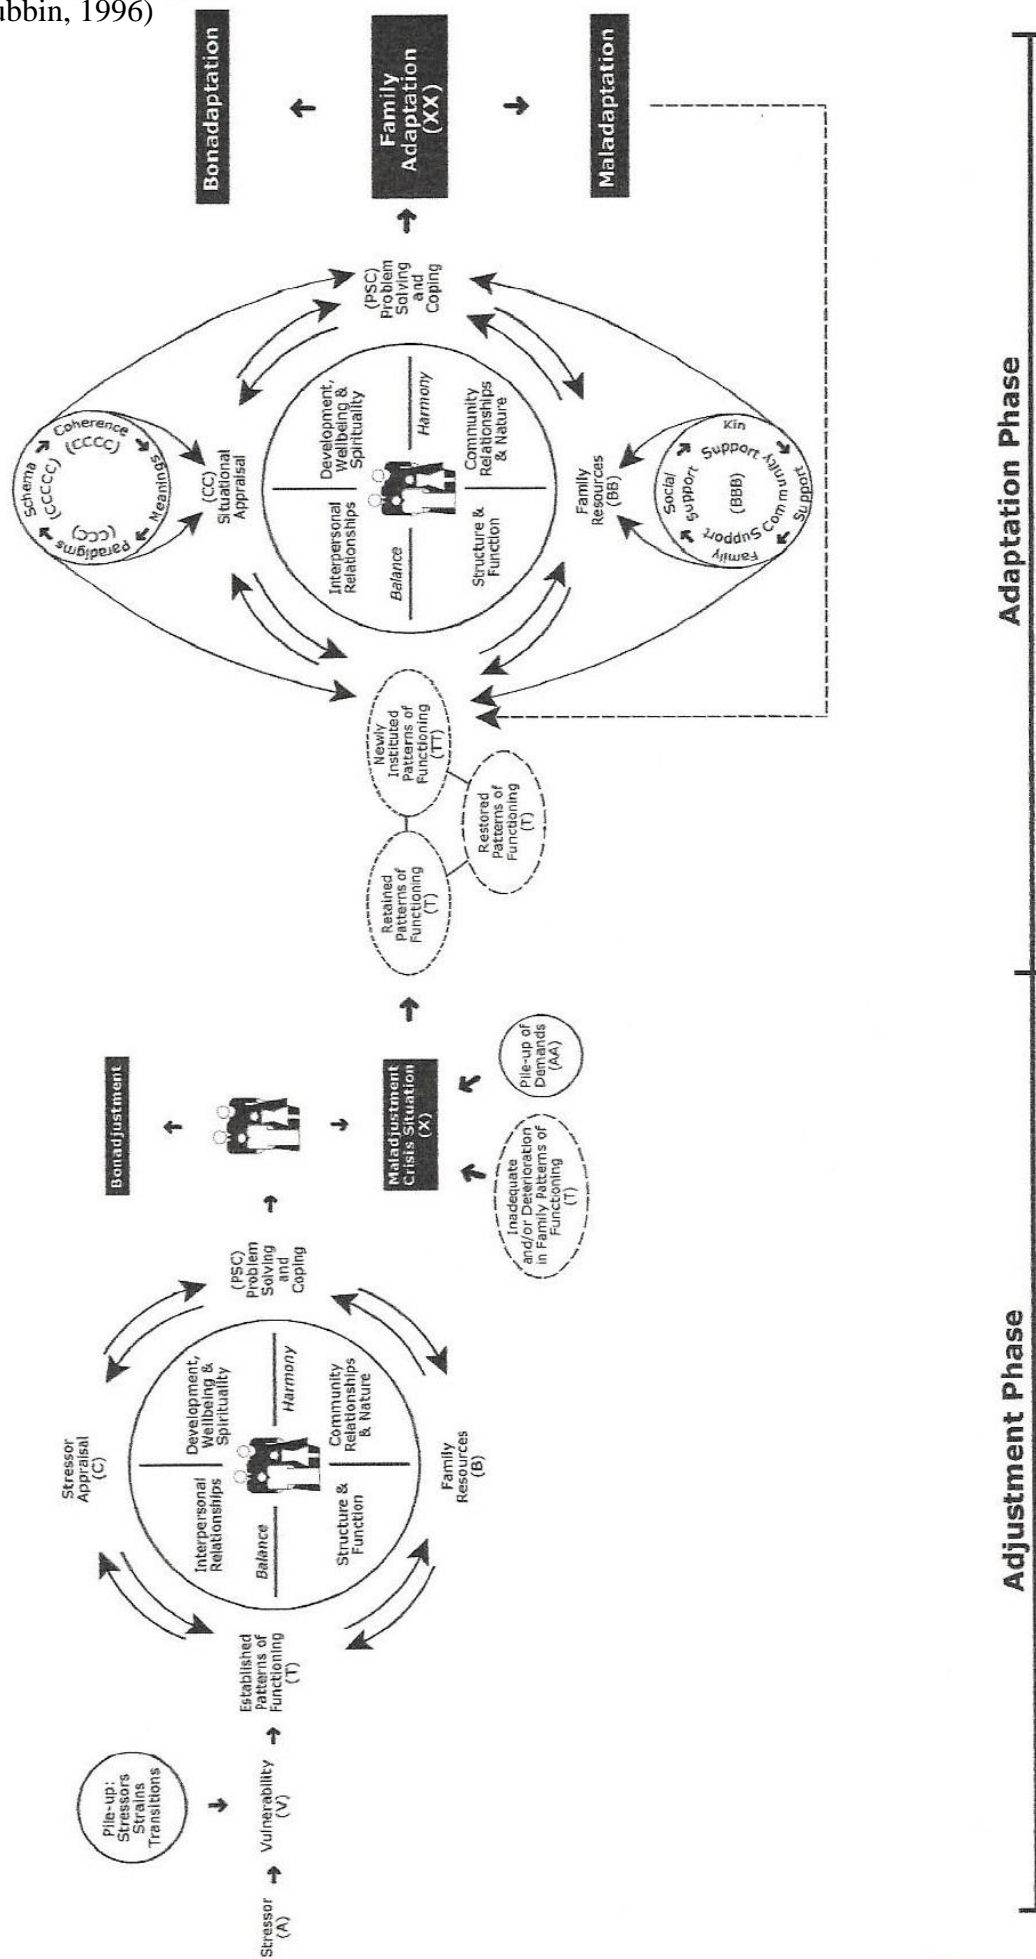 ubbin, 1996)
Stressor
(A)
Pile-up:
Stressors
Strains
Transitions
Vulnerability
(V)
Established
Patterns of
Functioning
(T)
Stressor
Appraisal
(C)
Interpersonal
Relationships
Development,
Wellbeing &
Spirituality
Balance
Harmony
Structure &
Function
Community
Relationships
& Nature
Family
Resources
(B)
(PSC)
Problem
Solving
and
Coping
Bonadjustment
Maladjustment
Crisis Situation
(X)
Inadequate
and/or Deterioration
in Family Patterns of
Functioning
(T)
Pile-up of
Demands
(AA)
Retained
Patterns of
Functioning
(T)
Newly
Instituted
Patterns of
Functioning
(TT)
Restored
Patterns of
Functioning
(T)
Schema
(CCCCC)
Coherence
(CCCC)
Paradigms
(CCC)
Meanings
(CC)
Situational
Appraisal
Interpersonal
Relationships
Development,
Wellbeing &
Spirituality
Balance
Harmony
Structure &
Function
Community
Relationships
& Nature
Family
Resources
(BB)
Social
Support
Kin
Support
(BBB)
Family Support
Community
Support
(PSC)
Problem
Solving
and
Coping
Bonadaptation
Family
Adaptation
(XX)
Maladaptation
Adjustment Phase
Adaptation Phase